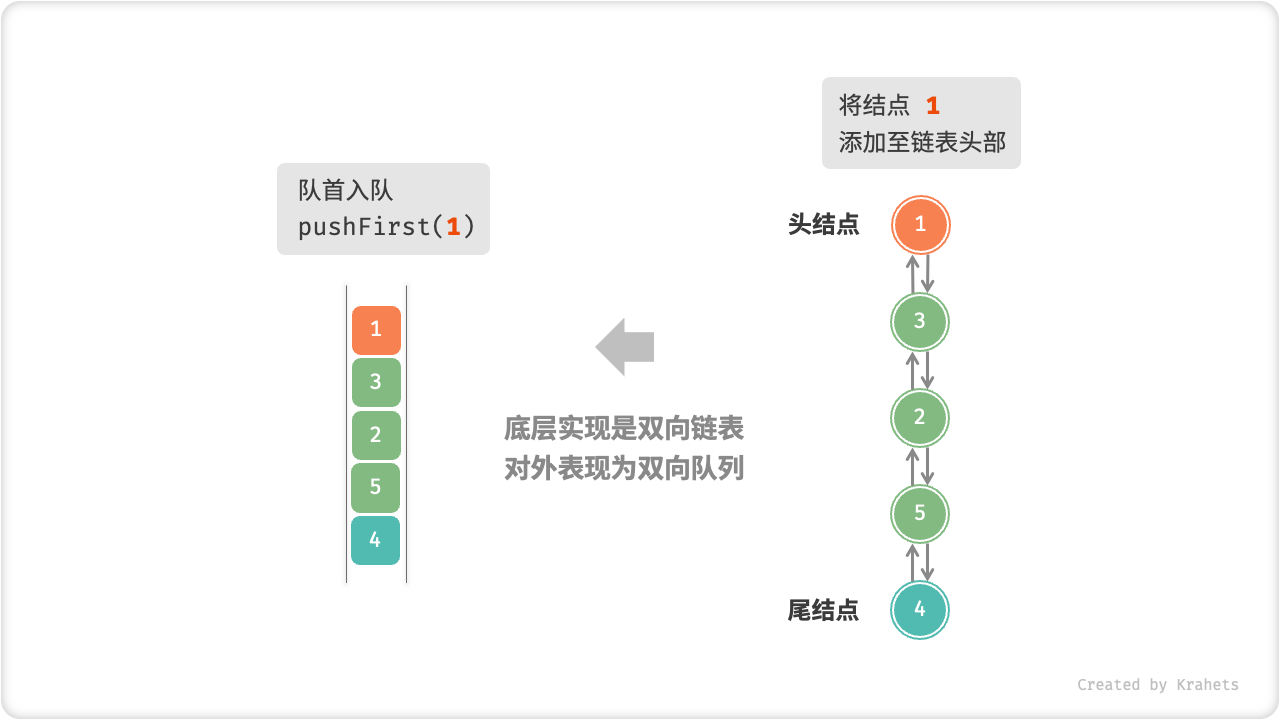 队首入队
pushFirst(1)
1
3
2
5
4
底层实现是双向链表
对外表现为双向队列
将结点 1
添加至链表头部
头结点
1
3
2
5
尾结点
4
Created by Krahets